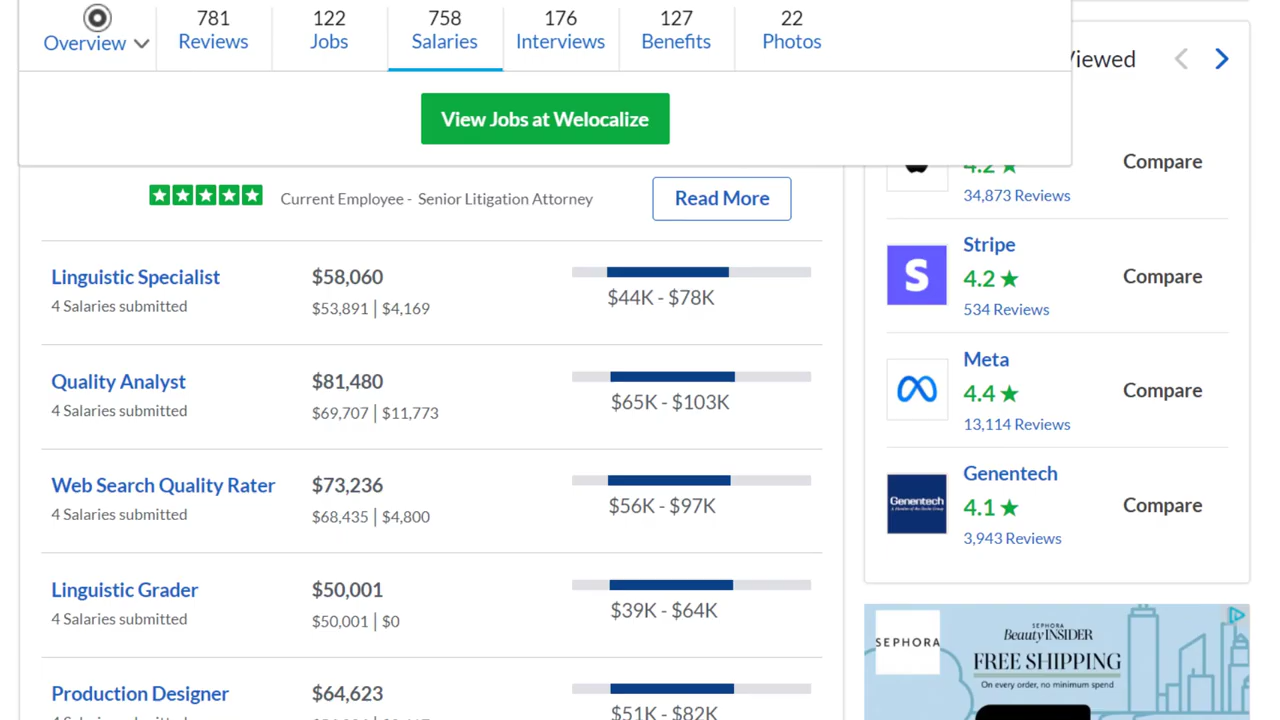 781
122
758
176
127
22
Overview
Reviews
Jobs
Salaries
Interviews
Benefits
Photos
View Jobs at Welocalize
Current Employee - Senior Litigation Attorney
Read More
Linguistic Specialist
$58,060
4 Salaries submitted
$53,891 | $4,169
$44K - $78K
Quality Analyst
$81,480
4 Salaries submitted
$69,707 | $11,773
$65K - $103K
Web Search Quality Rater
$73,236
4 Salaries submitted
$68,435 | $4,800
$56K - $97K
Linguistic Grader
$50,001
4 Salaries submitted
$50,001 | $0
$39K - $64K
Production Designer
$64,623
$51K - $82K
Viewed
4.2
Compare
34,873 Reviews
S
Stripe
4.2
Compare
534 Reviews
Meta
4.4
Compare
13,114 Reviews
Genentech
Genentech
4.1
Compare
3,943 Reviews
SEPHORA
SEPHORA
Beauty INSIDER
FREE SHIPPING
On every order, no minimum spend